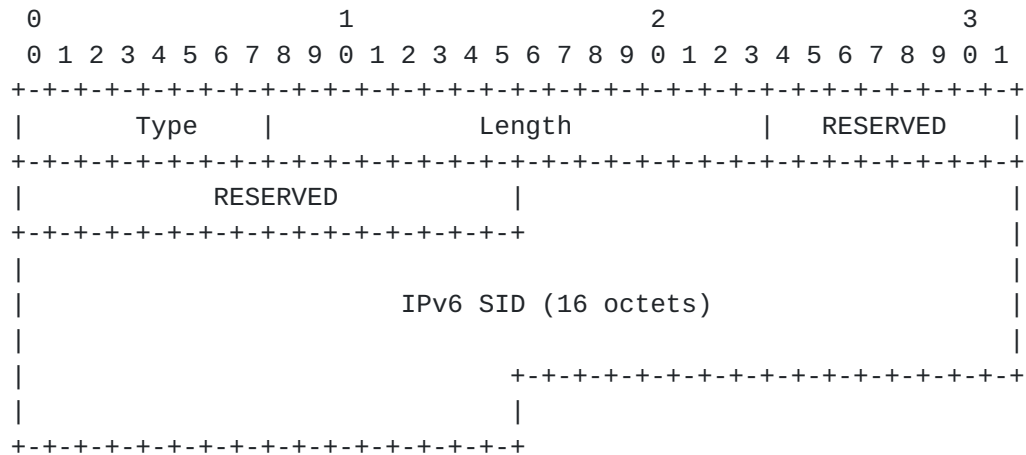 0                   1                   2                   3
 0 1 2 3 4 5 6 7 8 9 0 1 2 3 4 5 6 7 8 9 0 1 2 3 4 5 6 7 8 9 0 1
+-+-+-+-+-+-+-+-+-+-+-+-+-+-+-+-+-+-+-+-+-+-+-+-+-+-+-+-+-+-+-+-+
|       Type    |             Length            |   RESERVED    |
+-+-+-+-+-+-+-+-+-+-+-+-+-+-+-+-+-+-+-+-+-+-+-+-+-+-+-+-+-+-+-+-+
|            RESERVED           |                               |
+-+-+-+-+-+-+-+-+-+-+-+-+-+-+-+-+                               |
|                                                               |
|                        IPv6 SID (16 octets)                   |
|                                                               |
|                               +-+-+-+-+-+-+-+-+-+-+-+-+-+-+-+-+
|                               |
+-+-+-+-+-+-+-+-+-+-+-+-+-+-+-+-+